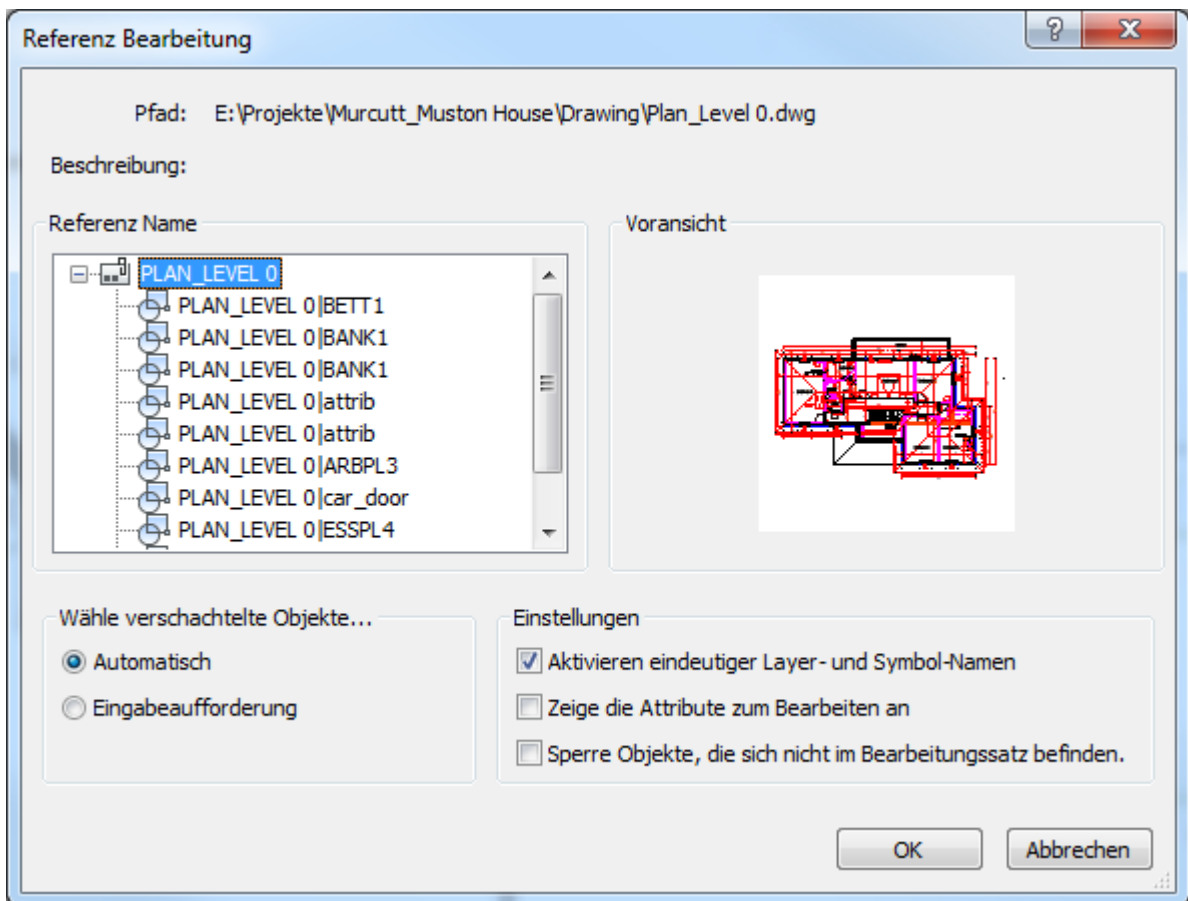 Referenz Bearbeitung
Pfad: E:\Projekte\Murcutt_Muston House\Drawing\Plan_Level 0.dwg
Beschreibung:
Referenz Name
PLAN_LEVEL 0
PLAN_LEVEL 0|BETT1
PLAN_LEVEL 0|BANK1
PLAN_LEVEL 0|BANK1
PLAN_LEVEL 0|attrib
PLAN_LEVEL 0|attrib
PLAN_LEVEL 0|ARBPL3
PLAN_LEVEL 0|car_door
PLAN_LEVEL 0|ESSPL4
Voransicht
Wähle verschachtelte Objekte...
Automatisch
Eingabeaufforderung
Einstellungen
Aktivieren eindeutiger Layer- und Symbol-Namen
Zeige die Attribute zum Bearbeiten an
Sperre Objekte, die sich nicht im Bearbeitungssatz befinden.
OK
Abbrechen